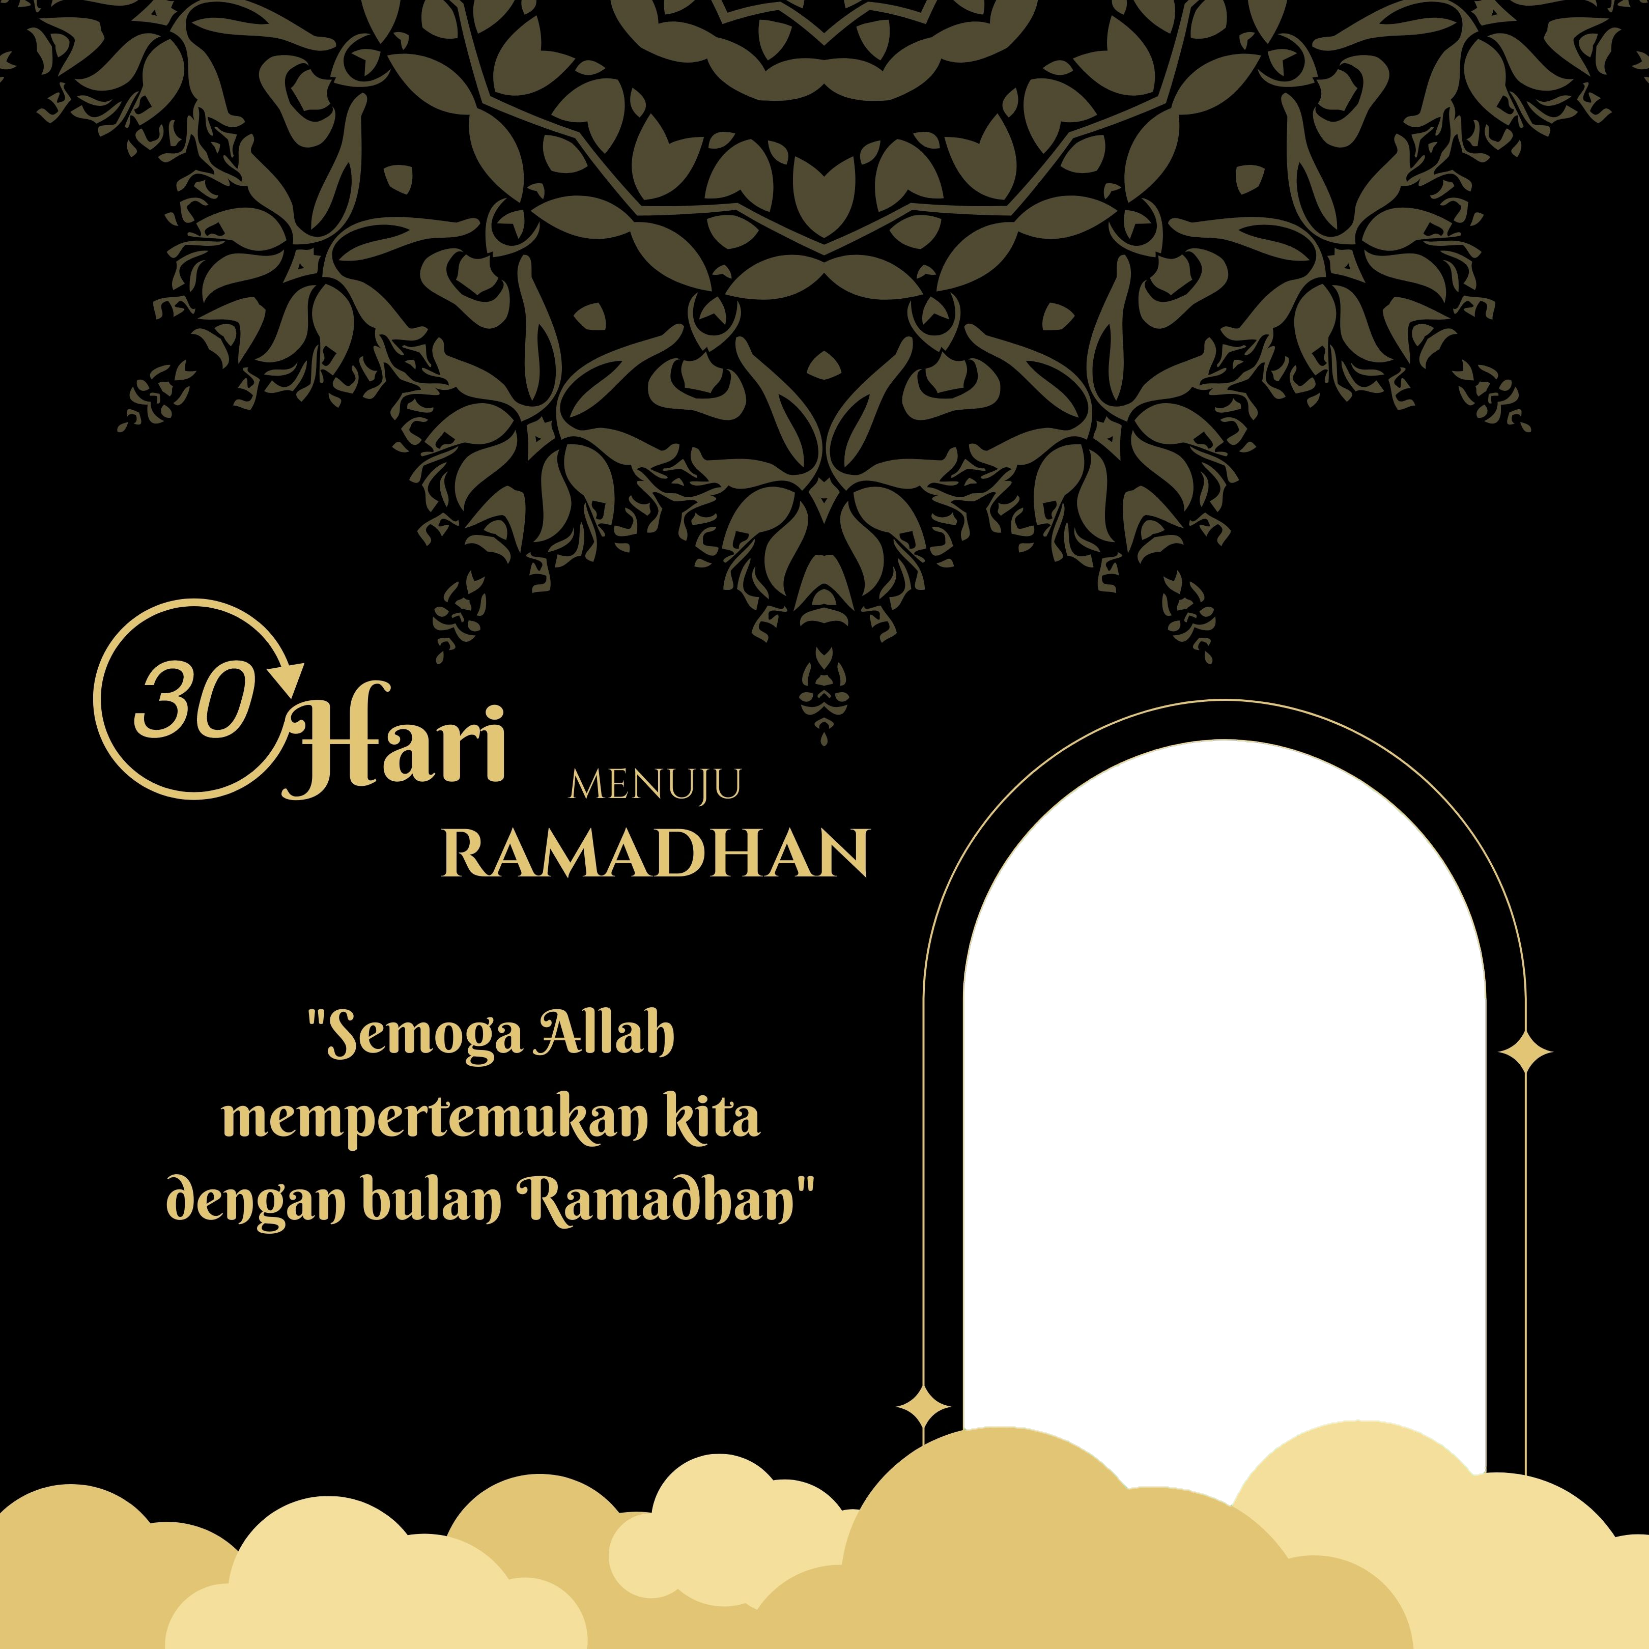 30 Hari
MENUJU
RAMADHAN
"Semoga Allah
mempertemukan kita
dengan bulan Ramadhan"